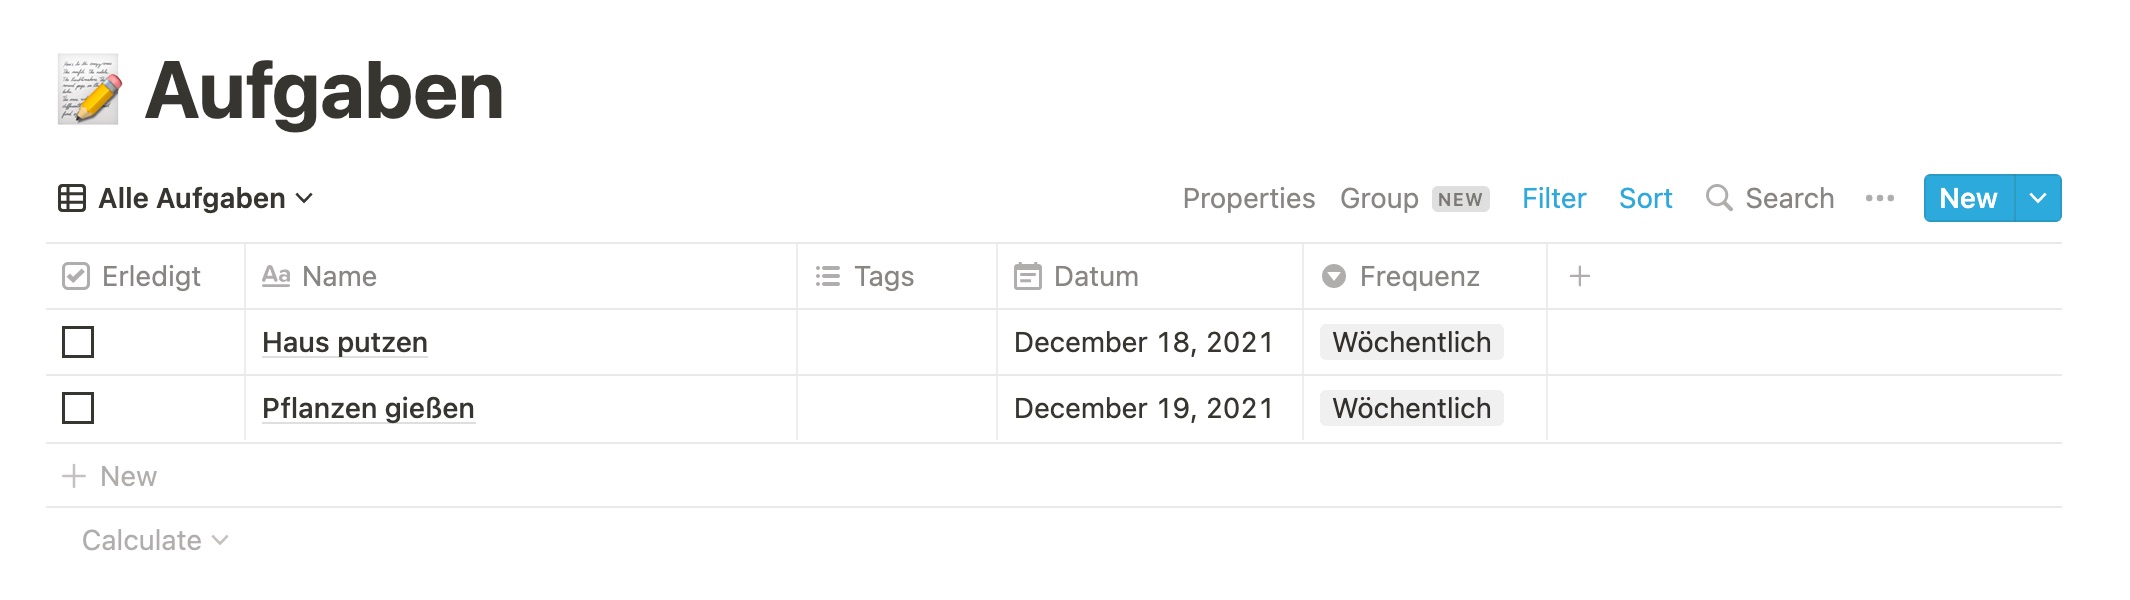 Aufgaben
Alle Aufgaben
Properties Group NEW Filter Sort Search New
Erledigt Aa Name Tags Datum Frequenz
Haus putzen December 18, 2021 Wöchentlich
Pflanzen gießen December 19, 2021 Wöchentlich
New
Calculate